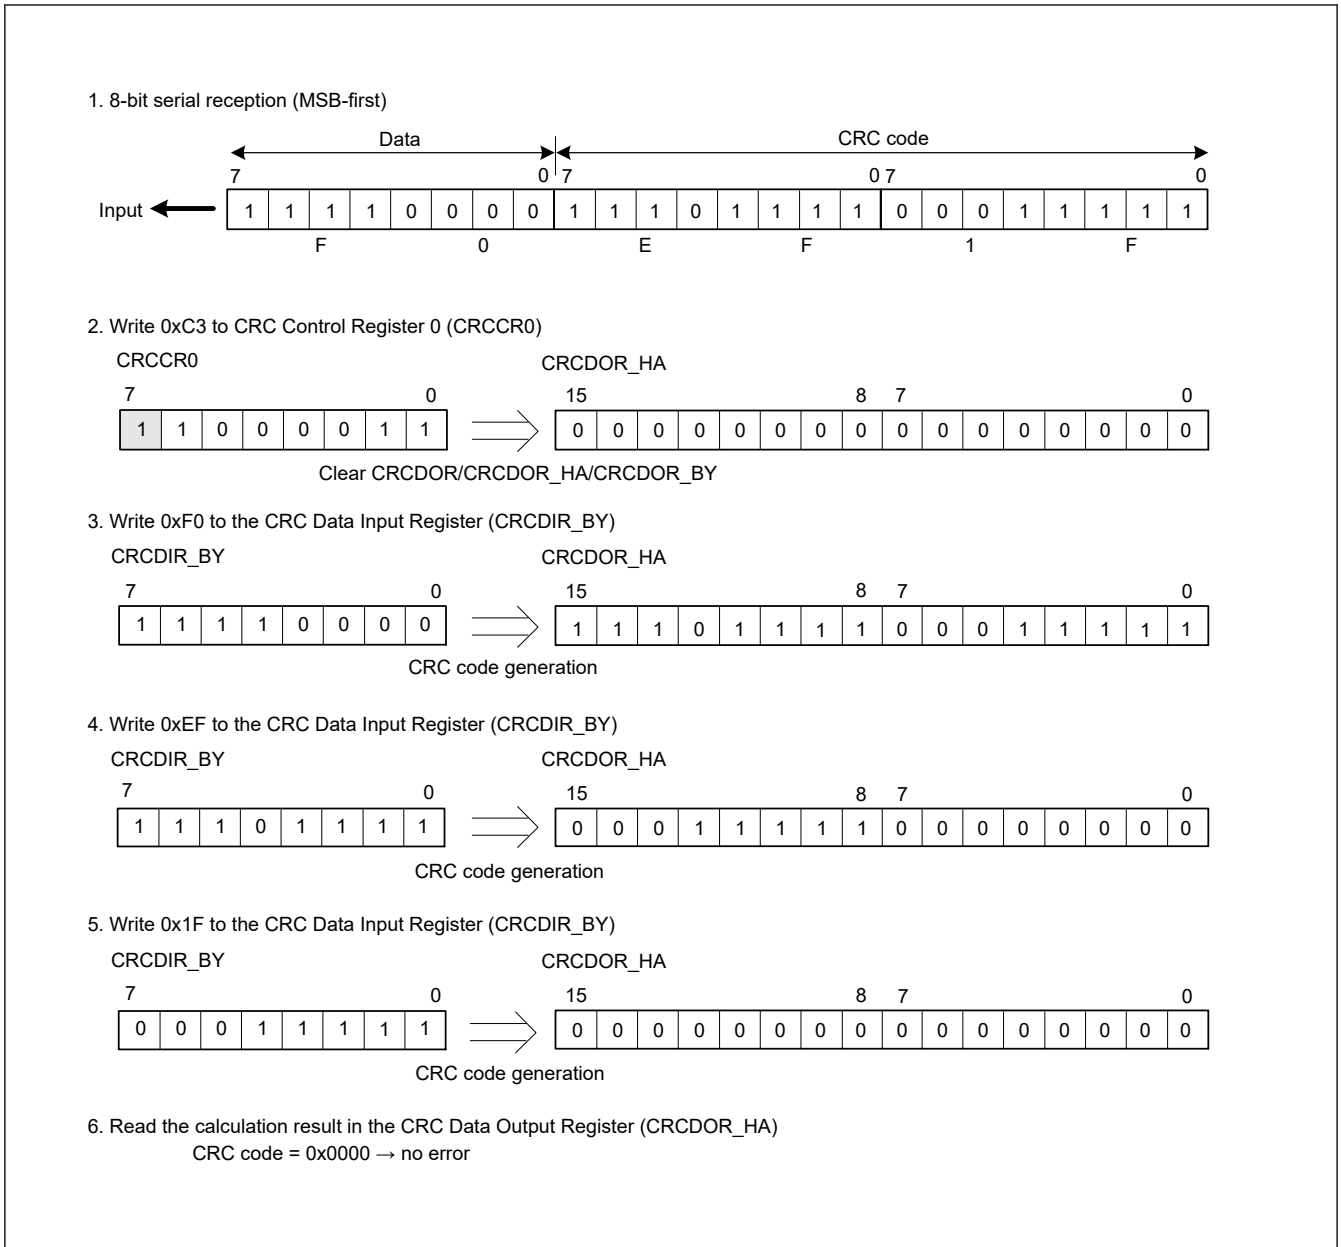 1. 8-bit serial reception (MSB-first)
Data CRC code
7 0 7 0 7 0
Input 1 1 1 1 0 0 0 0 1 1 1 0 1 1 1 1 0 0 0 1 1 1 1 1
F 0 E F 1 F
2. Write 0xC3 to CRC Control Register 0 (CRCCR0)
CRCCR0 CRCDOR_HA
7 0 15 8 7 0
1 1 0 0 0 0 1 1 0 0 0 0 0 0 0 0 0 0 0 0 0 0 0 0
Clear CRCDOR/CRCDOR_HA/CRCDOR_BY
3. Write 0xF0 to the CRC Data Input Register (CRCDIR_BY)
CRCDIR_BY CRCDOR_HA
7 0 15 8 7 0
1 1 1 1 0 0 0 0 1 1 1 0 1 1 1 1 0 0 0 1 1 1 1 1
CRC code generation
4. Write 0xEF to the CRC Data Input Register (CRCDIR_BY)
CRCDIR_BY CRCDOR_HA
7 0 15 8 7 0
1 1 1 0 1 1 1 1 0 0 0 1 1 1 1 1 0 0 0 0 0 0 0 0
CRC code generation
5. Write 0x1F to the CRC Data Input Register (CRCDIR_BY)
CRCDIR_BY CRCDOR_HA
7 0 15 8 7 0
0 0 0 1 1 1 1 1 0 0 0 0 0 0 0 0 0 0 0 0 0 0 0 0
CRC code generation
6. Read the calculation result in the CRC Data Output Register (CRCDOR_HA)
CRC code = 0x0000 → no error